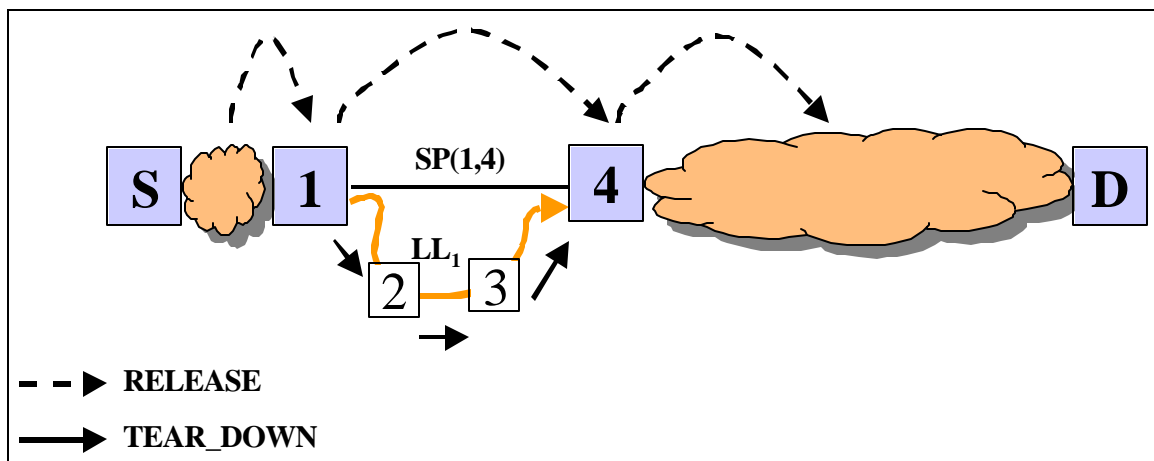 SP(1,4)
S
1
4
D
LL₁
2
3
RELEASE
TEAR_DOWN